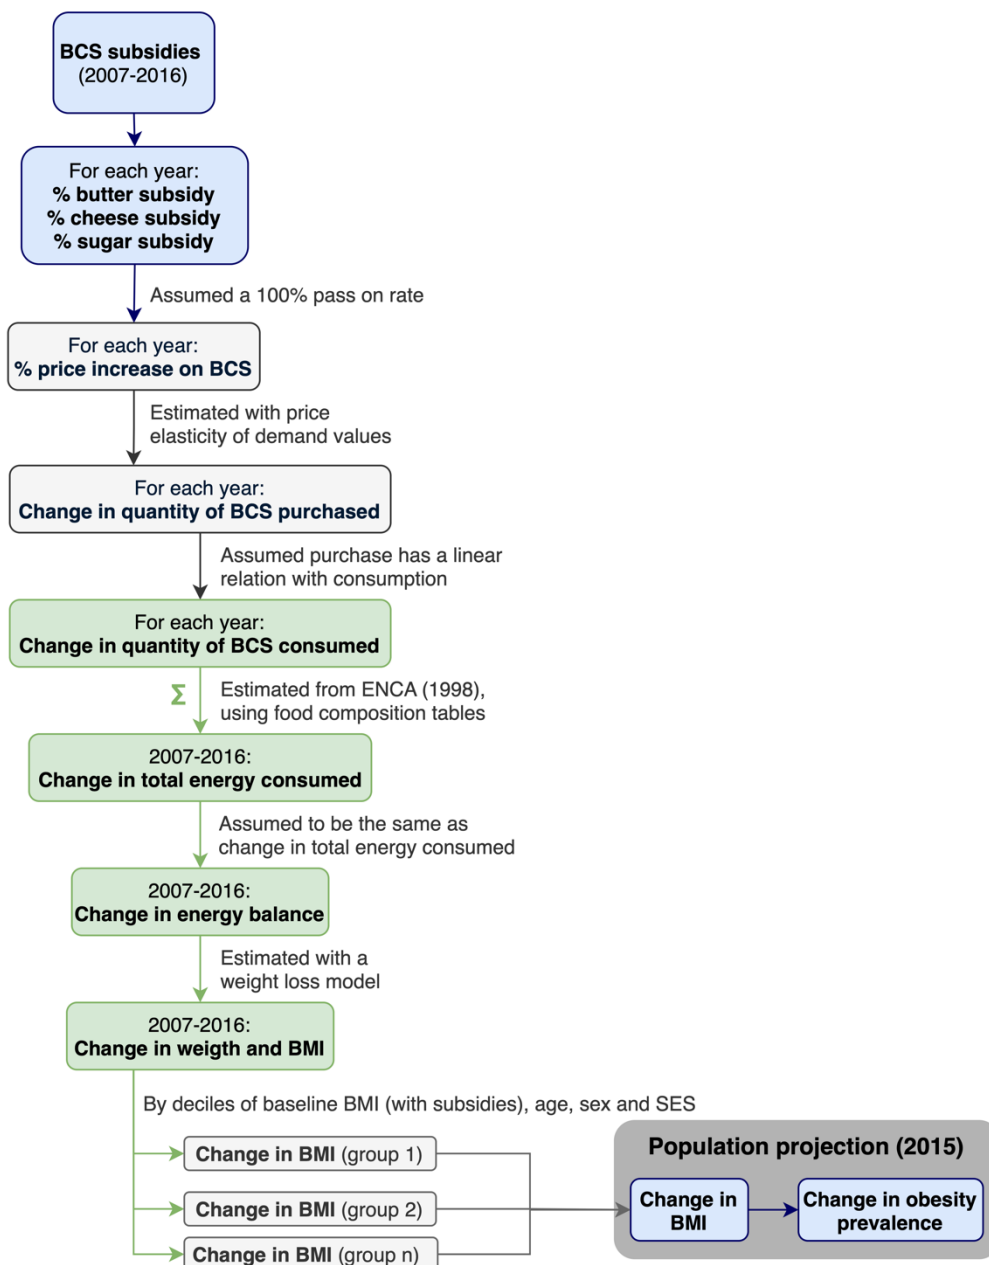 BCS subsidies
(2007-2016)
For each year:
% butter subsidy
% cheese subsidy
% sugar subsidy
Assumed a 100% pass on rate
For each year:
% price increase on BCS
Estimated with price
elasticity of demand values
For each year:
Change in quantity of BCS purchased
Assumed purchase has a linear
relation with consumption
For each year:
Change in quantity of BCS consumed
Σ
Estimated from ENCA (1998),
using food composition tables
2007-2016:
Change in total energy consumed
Assumed to be the same as
change in total energy consumed
2007-2016:
Change in energy balance
Estimated with a
weight loss model
2007-2016:
Change in weigth and BMI
By deciles of baseline BMI (with subsidies), age, sex and SES
Change in BMI (group 1)
Change in BMI (group 2)
Change in BMI (group n)
Population projection (2015)
Change in
BMI
Change in obesity
prevalence